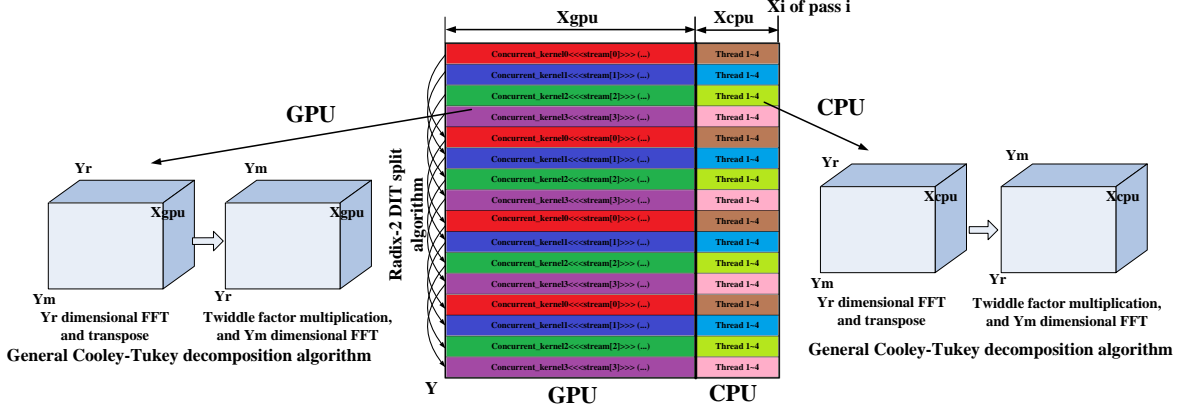 Xi of pass i
Xgpu
Xcpu
Concurrent_kernel0<<<stream[0]>>> (...)
Thread 1~4
Concurrent_kernel1<<<stream[1]>>> (...)
Thread 1~4
Concurrent_kernel2<<<stream[2]>>> (...)
Thread 1~4
Concurrent_kernel3<<<stream[3]>>> (...)
Thread 1~4
Concurrent_kernel0<<<stream[0]>>> (...)
Thread 1~4
Concurrent_kernel1<<<stream[1]>>> (...)
Thread 1~4
Concurrent_kernel2<<<stream[2]>>> (...)
Thread 1~4
Concurrent_kernel3<<<stream[3]>>> (...)
Thread 1~4
Concurrent_kernel0<<<stream[0]>>> (...)
Thread 1~4
Concurrent_kernel1<<<stream[1]>>> (...)
Thread 1~4
Concurrent_kernel2<<<stream[2]>>> (...)
Thread 1~4
Concurrent_kernel3<<<stream[3]>>> (...)
Thread 1~4
Concurrent_kernel0<<<stream[0]>>> (...)
Thread 1~4
Concurrent_kernel1<<<stream[1]>>> (...)
Thread 1~4
Concurrent_kernel2<<<stream[2]>>> (...)
Thread 1~4
Concurrent_kernel3<<<stream[3]>>> (...)
Thread 1~4
Y
GPU
CPU
Radix-2 DIT split
algorithm
GPU
Yr
Xgpu
Ym
Ym
Xgpu
Yr
Yr dimensional FFT
and transpose
Twiddle factor multiplication,
and Ym dimensional FFT
General Cooley-Tukey decomposition algorithm
CPU
Yr
Xcpu
Ym
Ym
Xcpu
Yr
Yr dimensional FFT
and transpose
Twiddle factor multiplication,
and Ym dimensional FFT
General Cooley-Tukey decomposition algorithm